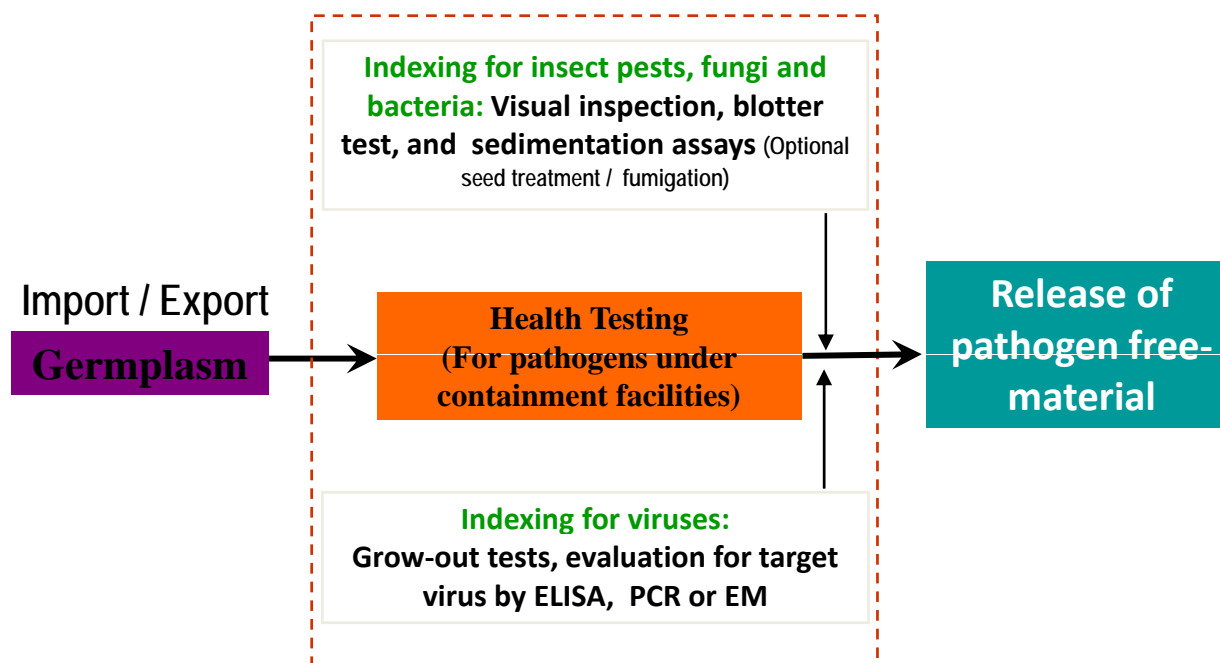 Indexing for insect pests, fungi and
bacteria: Visual inspection, blotter
test, and sedimentation assays (Optional
seed treatment / fumigation)
Import / Export
Germplasm
Health Testing
(For pathogens under
containment facilities)
Release of
pathogen free-
material
Indexing for viruses:
Grow-out tests, evaluation for target
virus by ELISA, PCR or EM